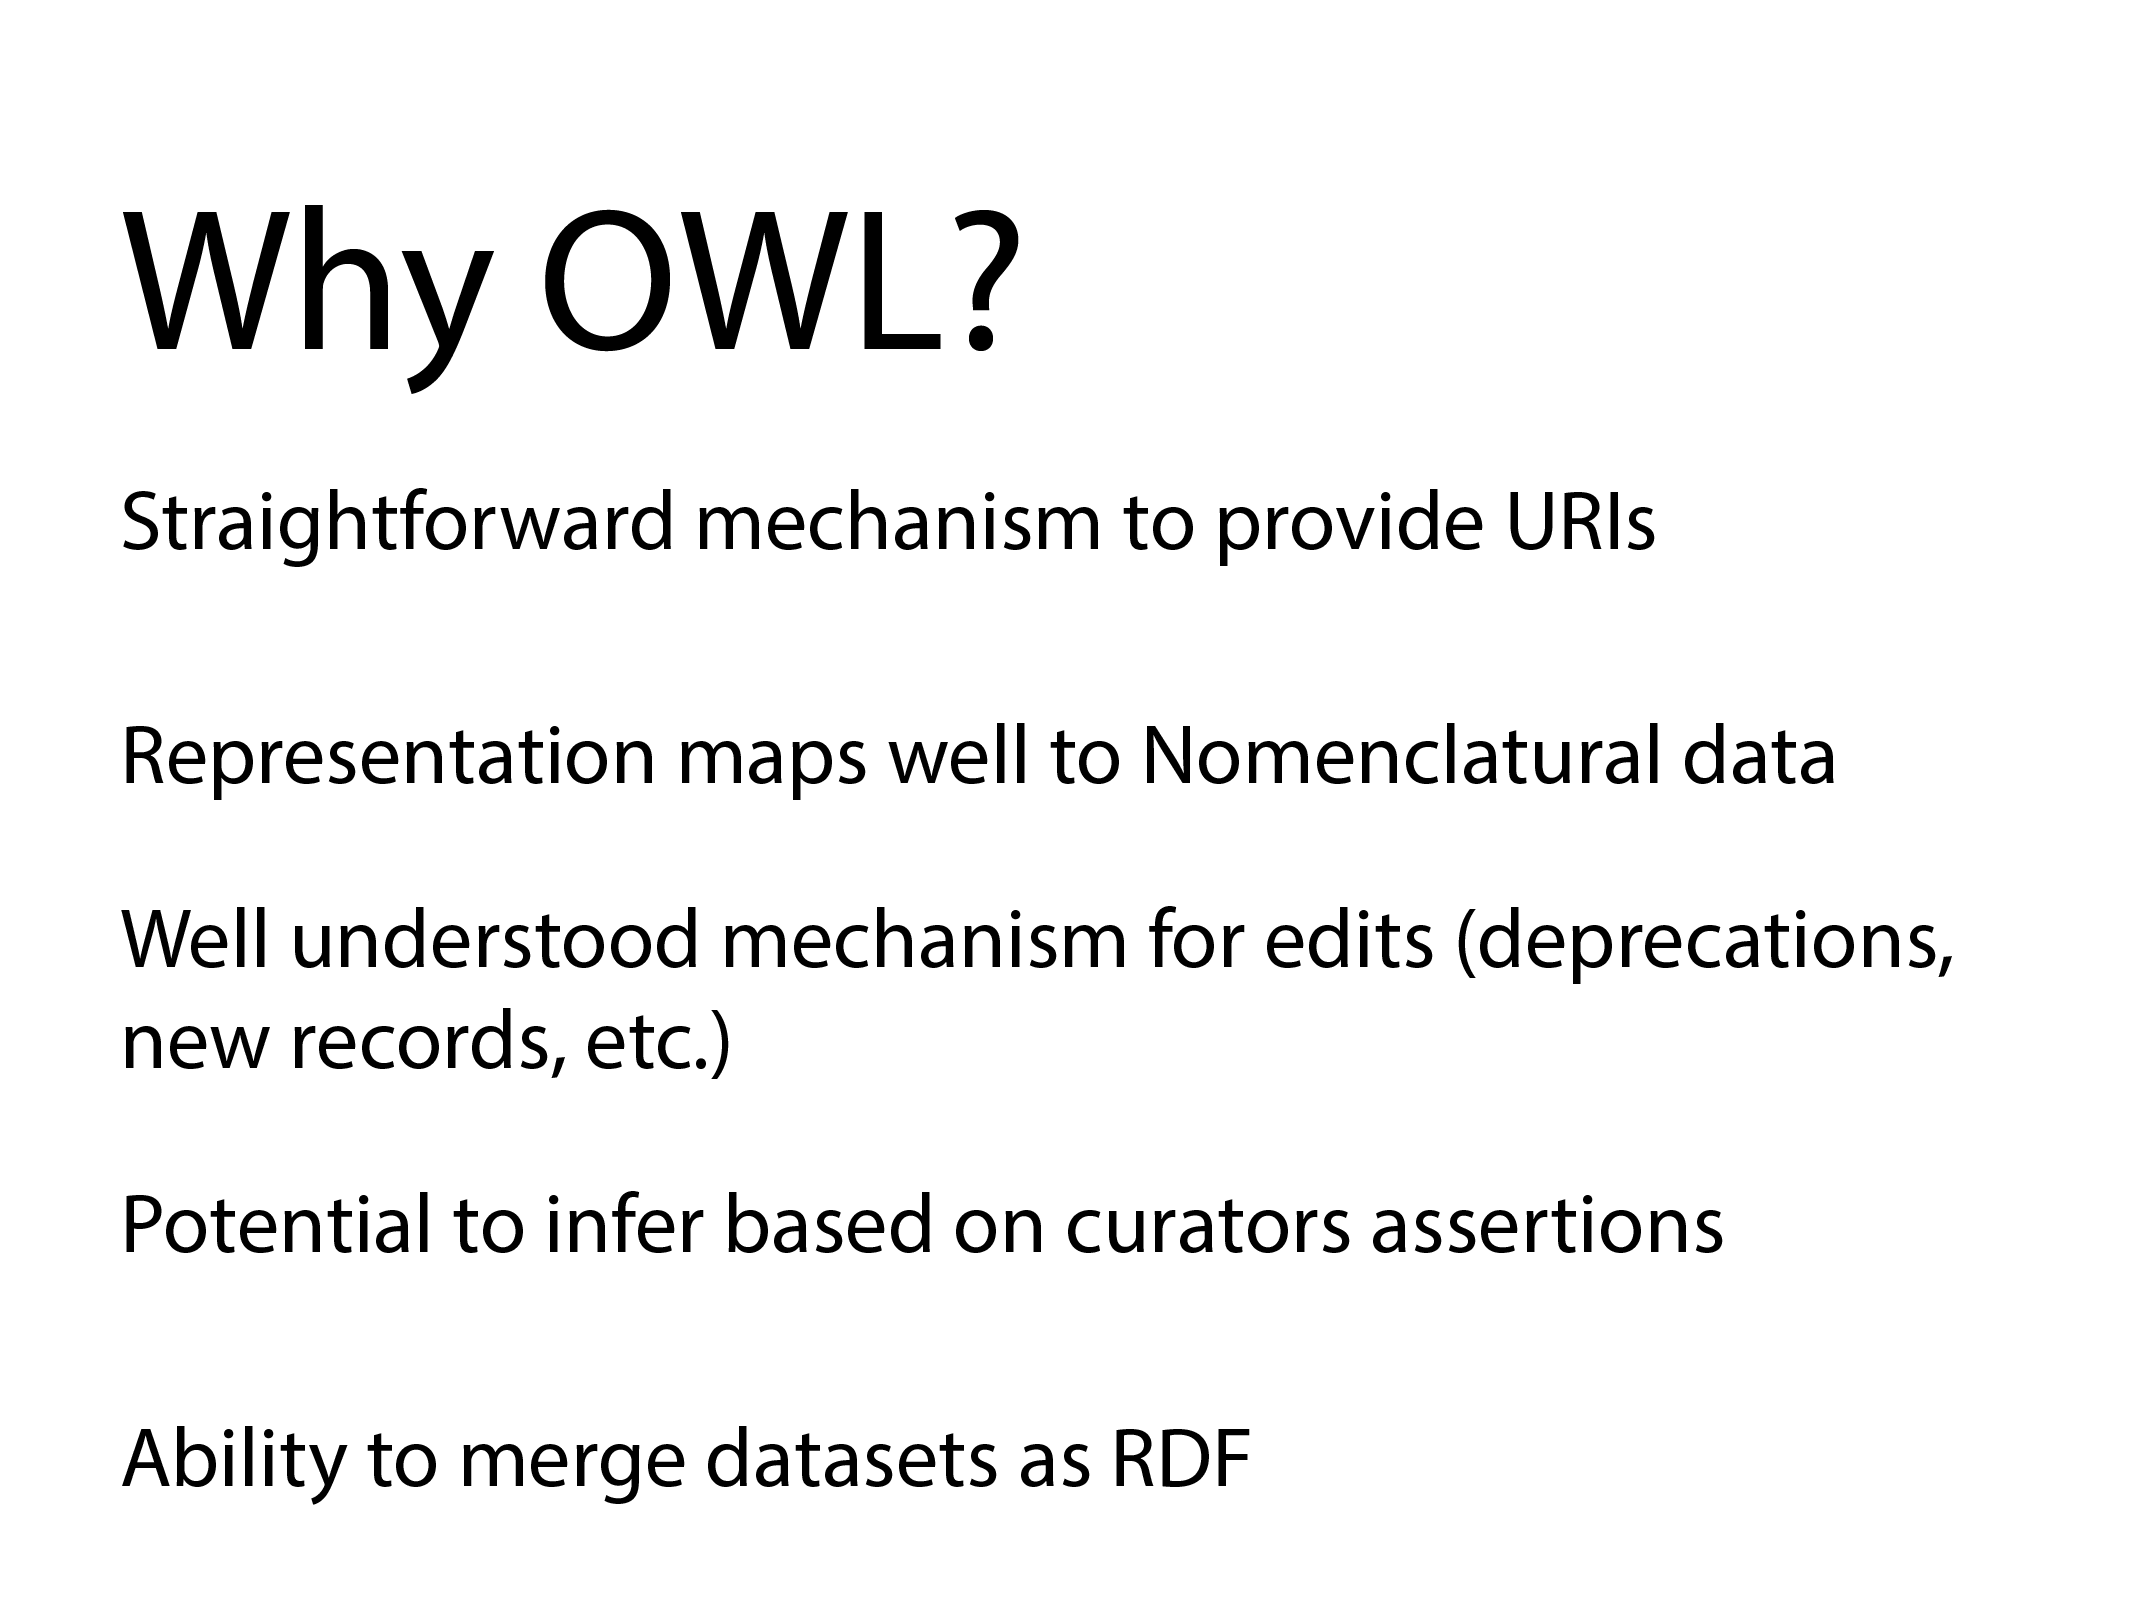 Why OWL?
Straightforward mechanism to provide URIs
Representation maps well to Nomenclatural data
Well understood mechanism for edits (deprecations,
new records, etc.)
Potential to infer based on curators assertions
Ability to merge datasets as RDF